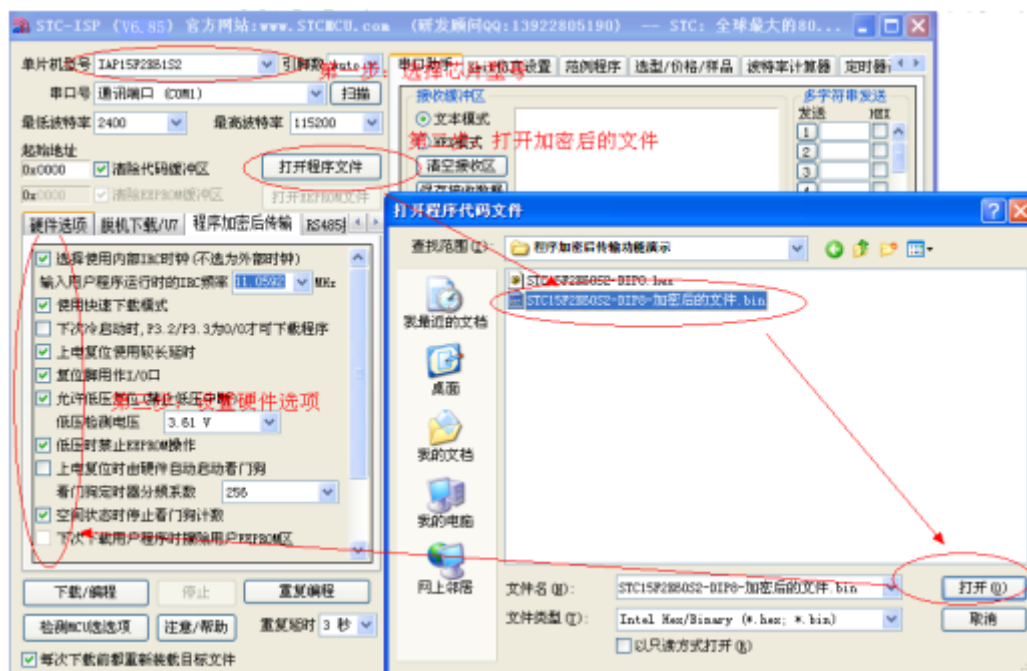 STC-ISP (V6.85) 官方网站:www.STCMCU.com (研发顾问QQ:13922805190) —— STC: 全球最大的80...
单片机型号 IAP15F2K61S2 引脚数 Auto
第一步：选择芯片型号
串口号 通讯端口 (COM1) 扫描
最低波特率 2400 最高波特率 115200
起始地址
0x0000 清除代码缓冲区 打开程序文件
0x0000 清除EEPROM缓冲区 打开EEPROM文件
硬件选项 脱机下载/U7 程序加密后传输 RS485
选择使用内部IRC时钟(不选为外部时钟)
输入用户程序运行时的IRC频率 11.0592 MHz
使用快速下载模式
下次冷启动时,P3.2/P3.3为0/0才可下载程序
上电复位使用较长延时
复位脚用作I/O口
允许低压复位(禁止低压中断)
第三步：设置硬件选项
低压检测电压 3.61 V
低压时禁止EEPROM操作
上电复位时由硬件自动启动看门狗
看门狗定时器分频系数 256
空闲状态时停止看门狗计数
下次下载用户程序时擦除用户EEPROM区
下载/编程 停止 重复编程
检测MCU选项 注意/帮助 重复延时 3 秒
每次下载前都重新装载目标文件
串口助手 Keil仿真设置 范例程序 选型/价格/样品 波特率计算器 定时器
接收缓冲区 多字符串发送
文本模式 发送 HEX
HEX模式 1
打开加密后的文件
清空接收区 2
保存接收数据 3
打开程序代码文件
查找范围(I): 程序加密后传输功能演示
STC15F2K60S2-加密后的文件.bin
我最近的文档
桌面
我的文档
我的电脑
网上邻居
文件名(N): 打开(O)
文件类型(T): Intel Hex/Binary (*.hex; *.bin) 取消
以只读方式打开(R)